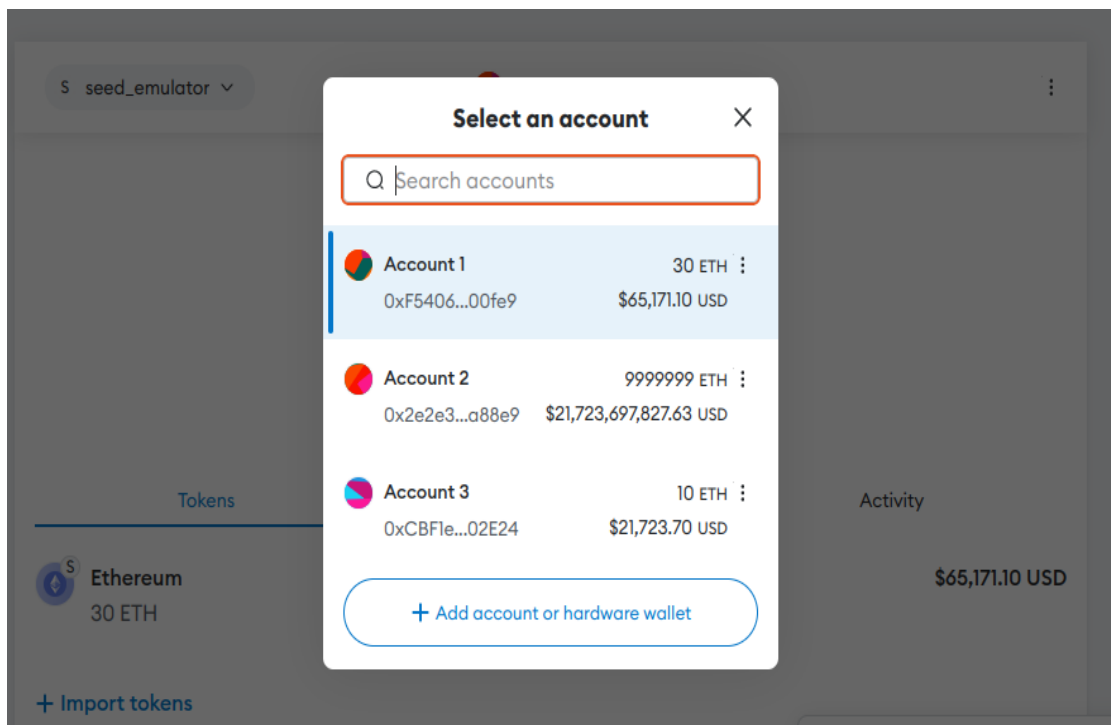 S seed_emulator
Select an account
Search accounts
Account 1 30 ETH
0xF5406...00fe9 $65,171.10 USD
Account 2 9999999 ETH
0x2e2e3...a88e9 $21,723,697,827.63 USD
Account 3 10 ETH
0xCBF1e...02E24 $21,723.70 USD
+ Add account or hardware wallet
Tokens Activity
S
Ethereum $65,171.10 USD
30 ETH
+ Import tokens